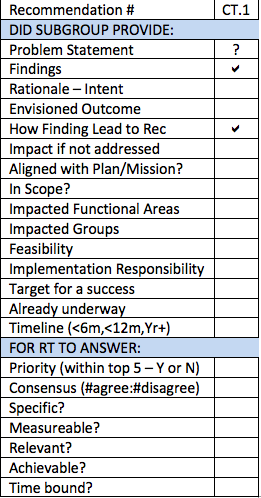 Recommendation # CT.1
DID SUBGROUP PROVIDE:
Problem Statement ?
Findings ✔
Rationale – Intent
Envisioned Outcome
How Finding Lead to Rec ✔
Impact if not addressed
Aligned with Plan/Mission?
In Scope?
Impacted Functional Areas
Impacted Groups
Feasibility
Implementation Responsibility
Target for a success
Already underway
Timeline (<6m,<12m,Yr+)
FOR RT TO ANSWER:
Priority (within top 5 – Y or N)
Consensus (#agree:#disagree)
Specific?
Measureable?
Relevant?
Achievable?
Time bound?